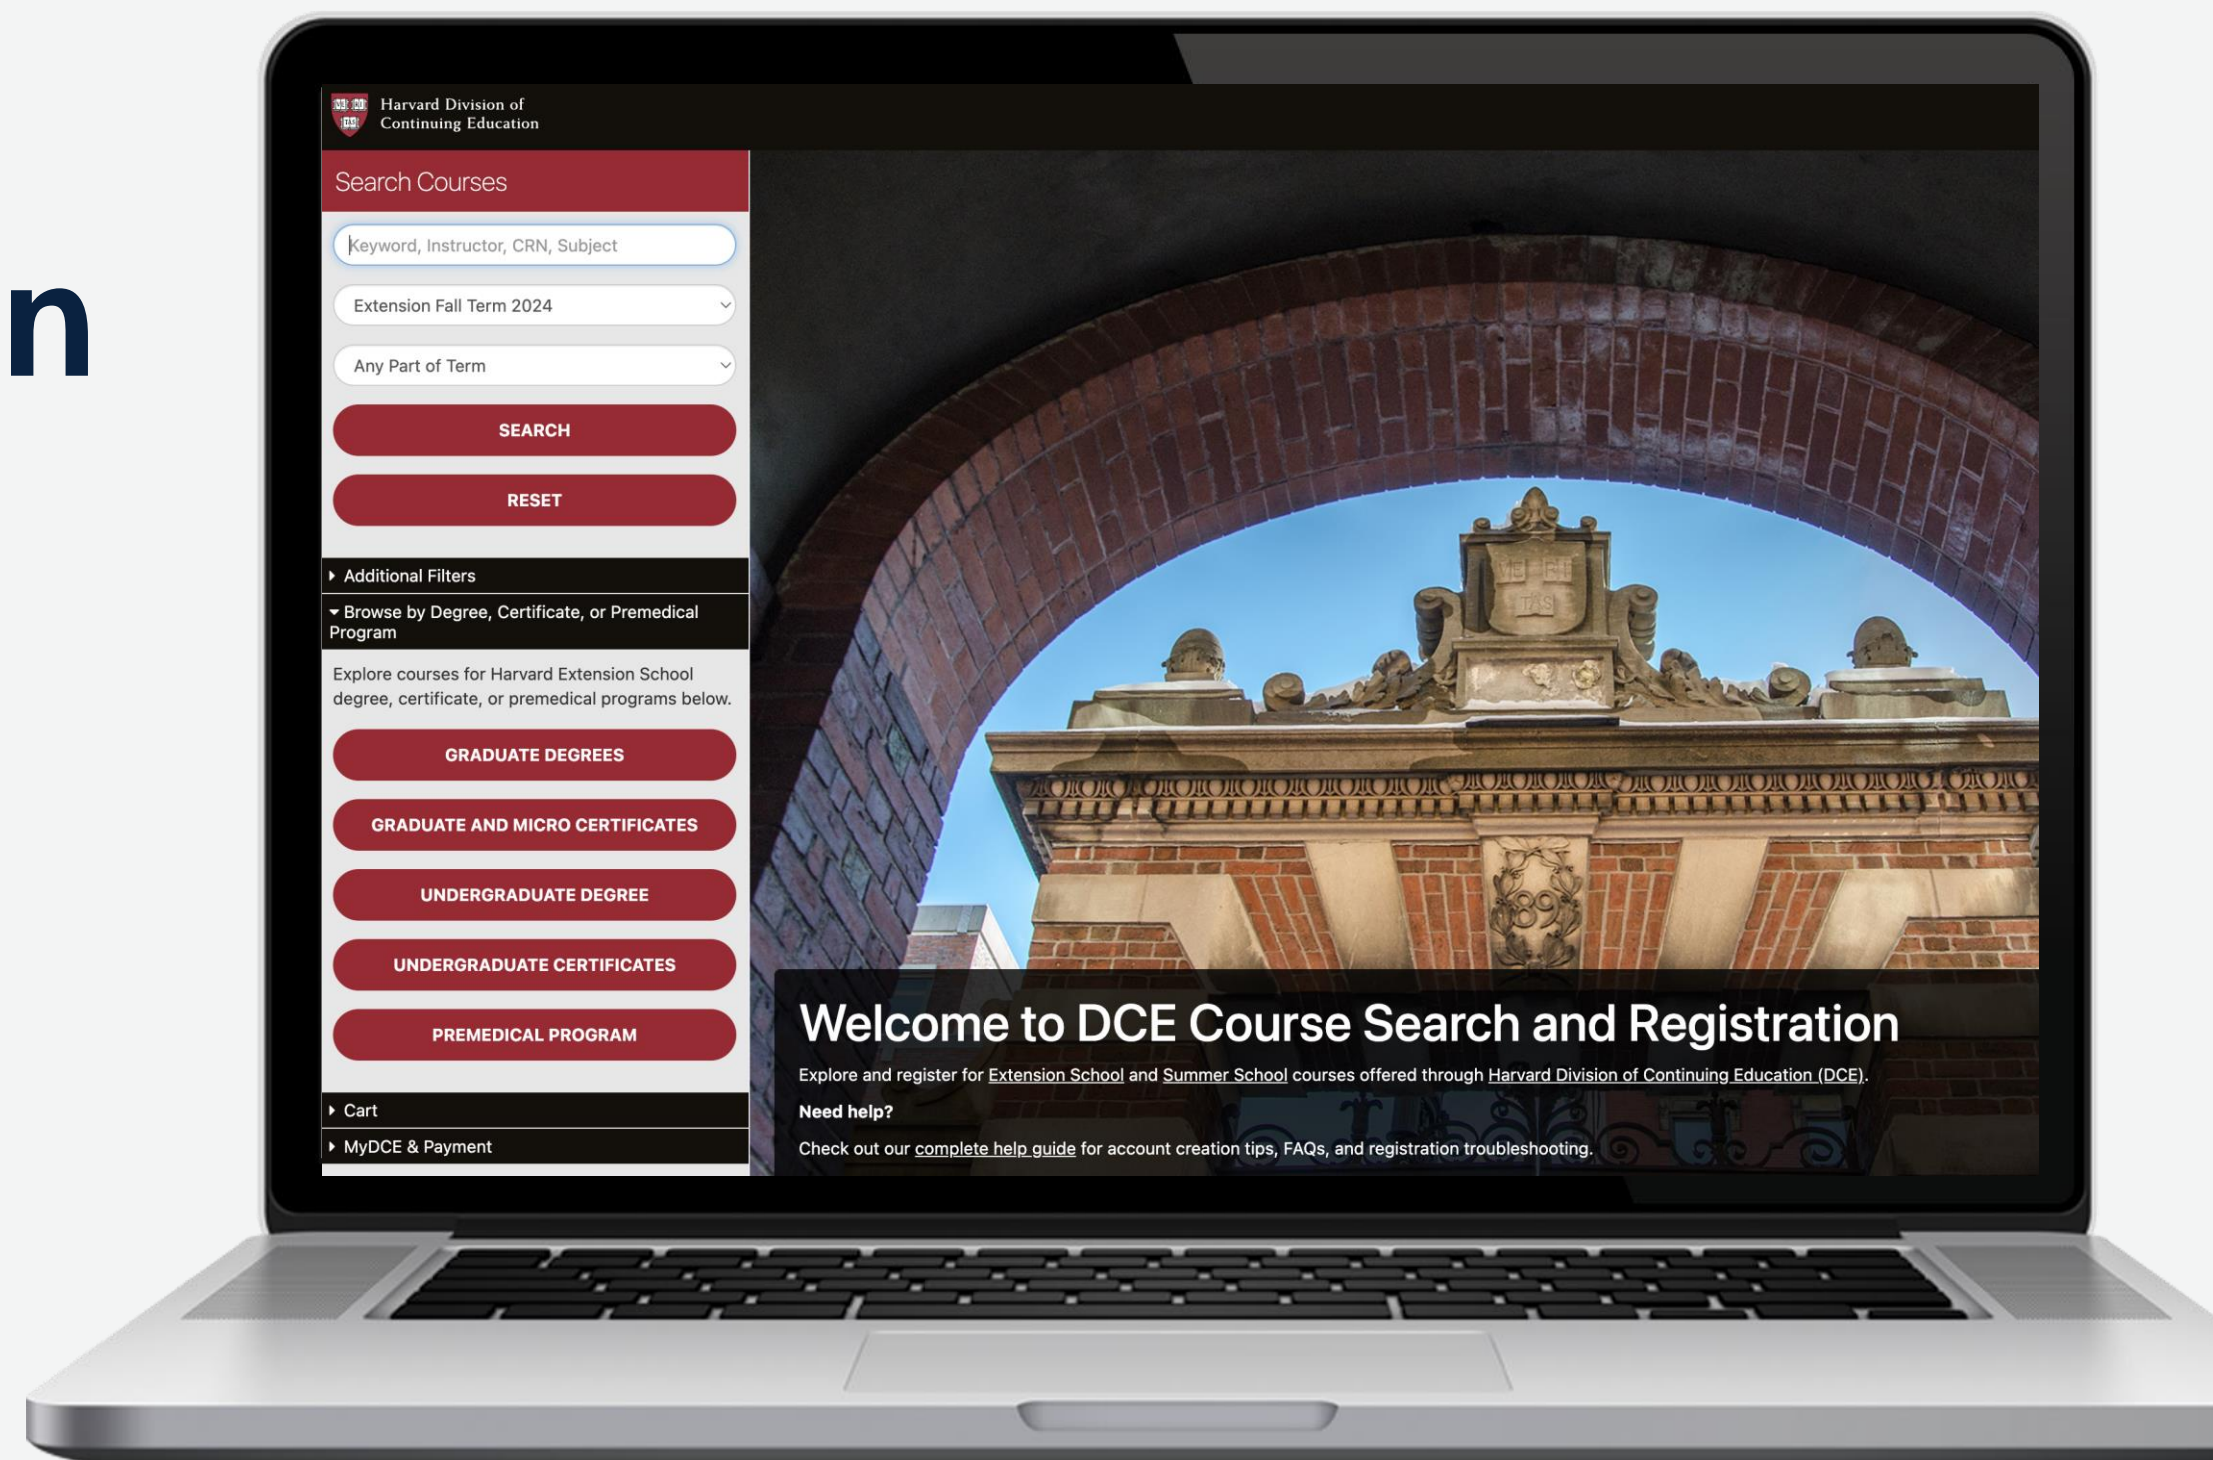 n
Harvard Division of
Continuing Education
Search Courses
Keyword, Instructor, CRN, Subject
Extension Fall Term 2024
Any Part of Term
SEARCH
RESET
Additional Filters
Browse by Degree, Certificate, or Premedical
Program
Explore courses for Harvard Extension School
degree, certificate, or premedical programs below.
GRADUATE DEGREES
GRADUATE AND MICRO CERTIFICATES
UNDERGRADUATE DEGREE
UNDERGRADUATE CERTIFICATES
PREMEDICAL PROGRAM
Cart
MyDCE & Payment
VE RI
TAS
89
Welcome to DCE Course Search and Registration
Explore and register for Extension School and Summer School courses offered through Harvard Division of Continuing Education (DCE).
Need help?
Check out our complete help guide for account creation tips, FAQs, and registration troubleshooting.